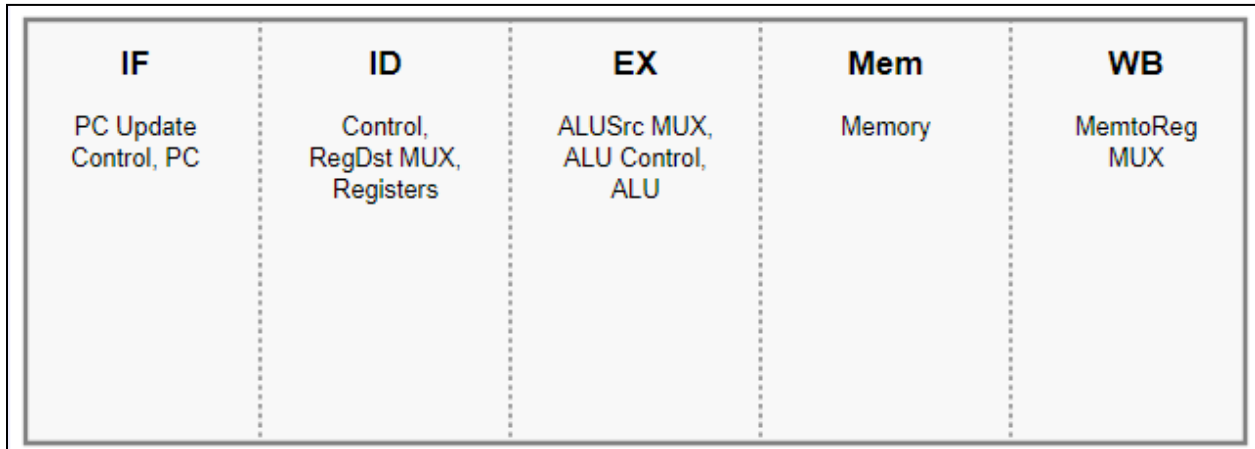 IF
PC Update
Control, PC
ID
Control,
RegDst MUX,
Registers
EX
ALUSrc MUX,
ALU Control,
ALU
Mem
Memory
WB
MemtoReg
MUX